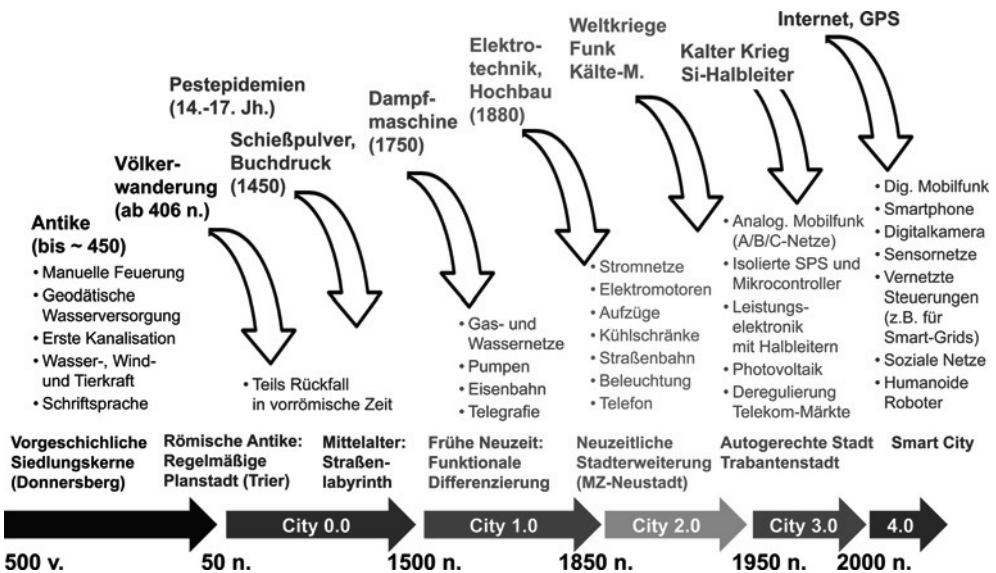 Internet, GPS
Weltkriege
Funk
Kälte-M.
Elektro-
technik,
Hochbau
(1880)
Kalter Krieg
Si-Halbleiter
Pestepidemien
(14.-17. Jh.)
Dampf-
maschine
(1750)
Schießpulver,
Buchdruck
(1450)
Völker-
wanderung
(ab 406 n.)
Antike
(bis ~ 450)
• Manuelle Feuerung
• Geodätische
Wasserversorgung
• Erste Kanalisation
• Wasser-, Wind-
und Tierkraft
• Schriftsprache
• Teils Rückfall
in vorrömische Zeit
• Gas- und
Wassernetze
• Pumpen
• Eisenbahn
• Telegrafie
• Stromnetze
• Elektromotoren
• Aufzüge
• Kühlschränke
• Straßenbahn
• Beleuchtung
• Telefon
• Analog. Mobilfunk
(A/B/C-Netze)
• Isolierte SPS und
Mikrocontroller
• Leistungs-
elektronik
mit Halbleitern
• Photovoltaik
• Deregulierung
Telekom-Märkte
• Dig. Mobilfunk
• Smartphone
• Digitalkamera
• Sensornetze
• Vernetzte
Steuerungen
(z.B. für
Smart-Grids)
• Soziale Netze
• Humanoide
Roboter
Vorgeschichliche
Siedlungskerne
(Donnersberg)
Römische Antike:
Regelmäßige
Planstadt (Trier)
Mittelalter:
Straßen-
labyrinth
Frühe Neuzeit:
Funktionale
Differenzierung
Neuzeitliche
Stadterweiterung
(MZ-Neustadt)
Autogerechte Stadt
Trabantenstadt
Smart City
City 0.0
City 1.0
City 2.0
City 3.0
4.0
500 v.
50 n.
1500 n.
1850 n.
1950 n.
2000 n.